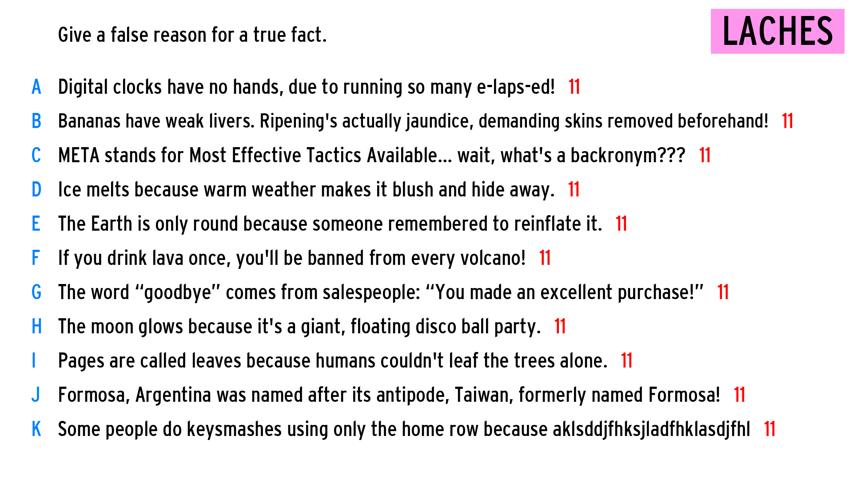 Give a false reason for a true fact.
LACHES
A Digital clocks have no hands, due to running so many e-laps-ed! 11
B Bananas have weak livers. Ripening's actually jaundice, demanding skins removed beforehand! 11
C META stands for Most Effective Tactics Available... wait, what's a backronym??? 11
D Ice melts because warm weather makes it blush and hide away. 11
E The Earth is only round because someone remembered to reinflate it. 11
F If you drink lava once, you'll be banned from every volcano! 11
G The word “goodbye” comes from salespeople: “You made an excellent purchase!” 11
H The moon glows because it's a giant, floating disco ball party. 11
I Pages are called leaves because humans couldn't leaf the trees alone. 11
J Formosa, Argentina was named after its antipode, Taiwan, formerly named Formosa! 11
K Some people do keysmashes using only the home row because aklsddjfhksjladfhklasdjfhl 11